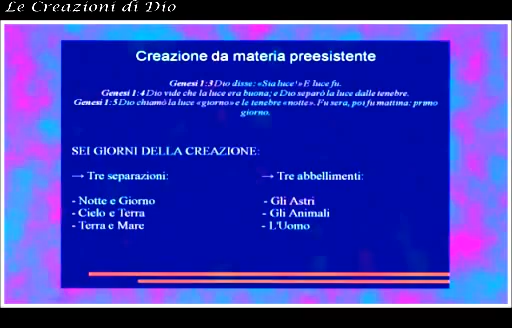 Le Creazioni di Dio
Creazione da materia preesistente
Genesi 1:3 Dio disse: «Sia luce!» E luce fu.
Genesi 1:4 Dio vide che la luce era buona; e Dio separò la luce dalle tenebre.
Genesi 1:5 Dio chiamò la luce «giorno» e le tenebre «notte». Fu sera, poi fu mattina: primo
giorno.
SEI GIORNI DELLA CREAZIONE:
→ Tre separazioni:
- Notte e Giorno
- Cielo e Terra
- Terra e Mare
→ Tre abbellimenti:
- Gli Astri
- Gli Animali
- L'Uomo